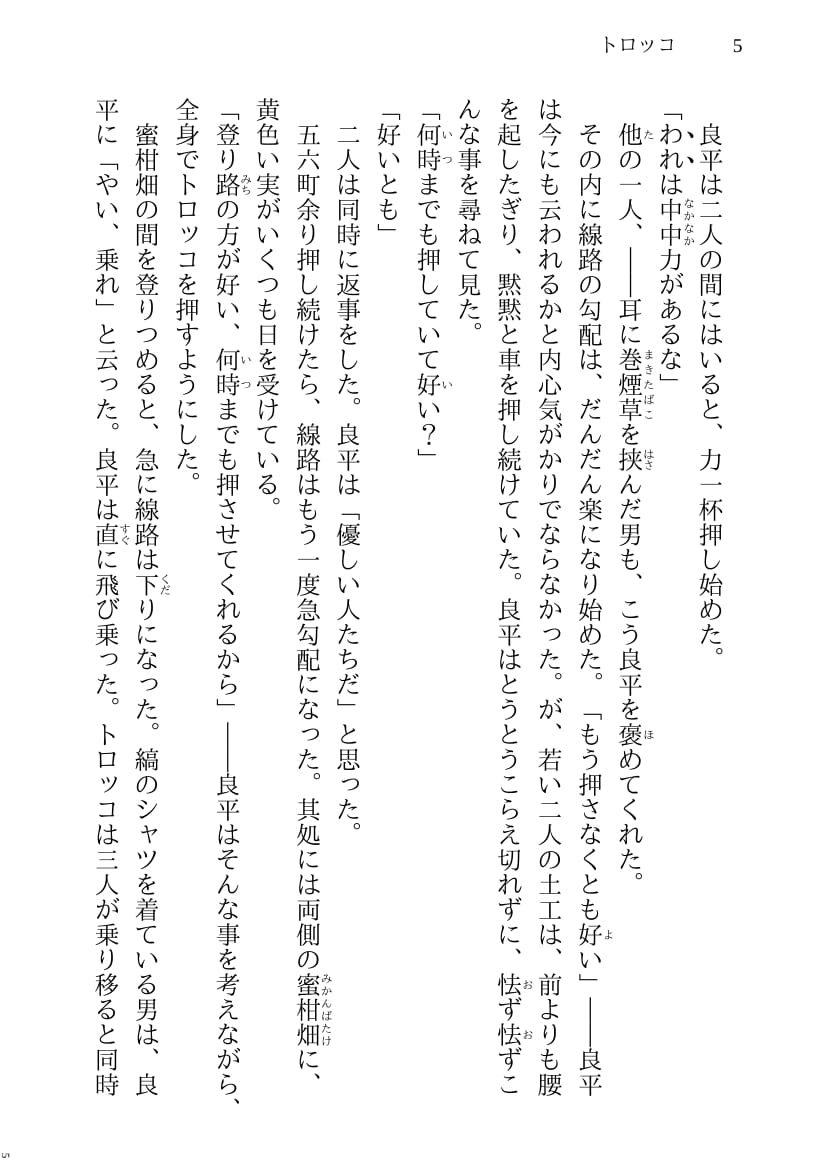 トロッコ 5
良平は二人の間にはいると、力一杯押し始めた。
「われは中中力があるな」
他の一人、――耳に巻煙草を挟んだ男も、こう良平を褒めてくれた。
その内に線路の勾配は、だんだん楽になり始めた。「もう押さなくとも好い」――良平
は今にも云われるかと内心気がかりでならなかった。が、若い二人の土工は、前よりも腰
を起したぎり、黙黙と車を押し続けていた。良平はとうとうこらえ切れずに、怯ず怯ずこ
んな事を尋ねて見た。
「何時までも押していて好い?」
「好いとも」
二人は同時に返事をした。良平は「優しい人たちだ」と思った。
五六町余り押し続けたら、線路はもう一度急勾配になった。其処には両側の蜜柑畑に、
黄色い実がいくつも日を受けている。
「登り路の方が好い、何時までも押させてくれるから」――良平はそんな事を考えながら、
全身でトロッコを押すようにした。
蜜柑畑の間を登りつめると、急に線路は下りになった。縞のシャツを着ている男は、良
平に「やい、乗れ」と云った。良平は直に飛び乗った。トロッコは三人が乗り移ると同時
5